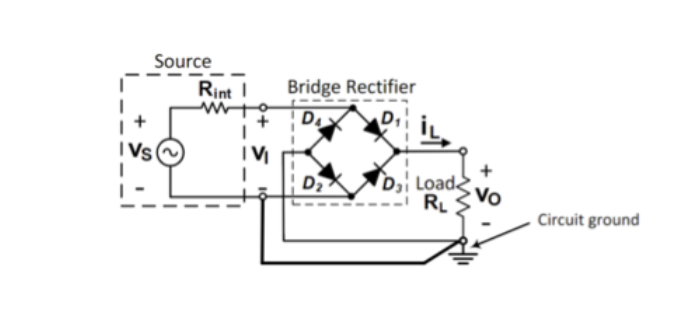 Source
Rint
Bridge Rectifier
+
+
D4
D1
iL
VS
VI
+
D2
D3
Load
RL
VO
-
-
-
Circuit ground